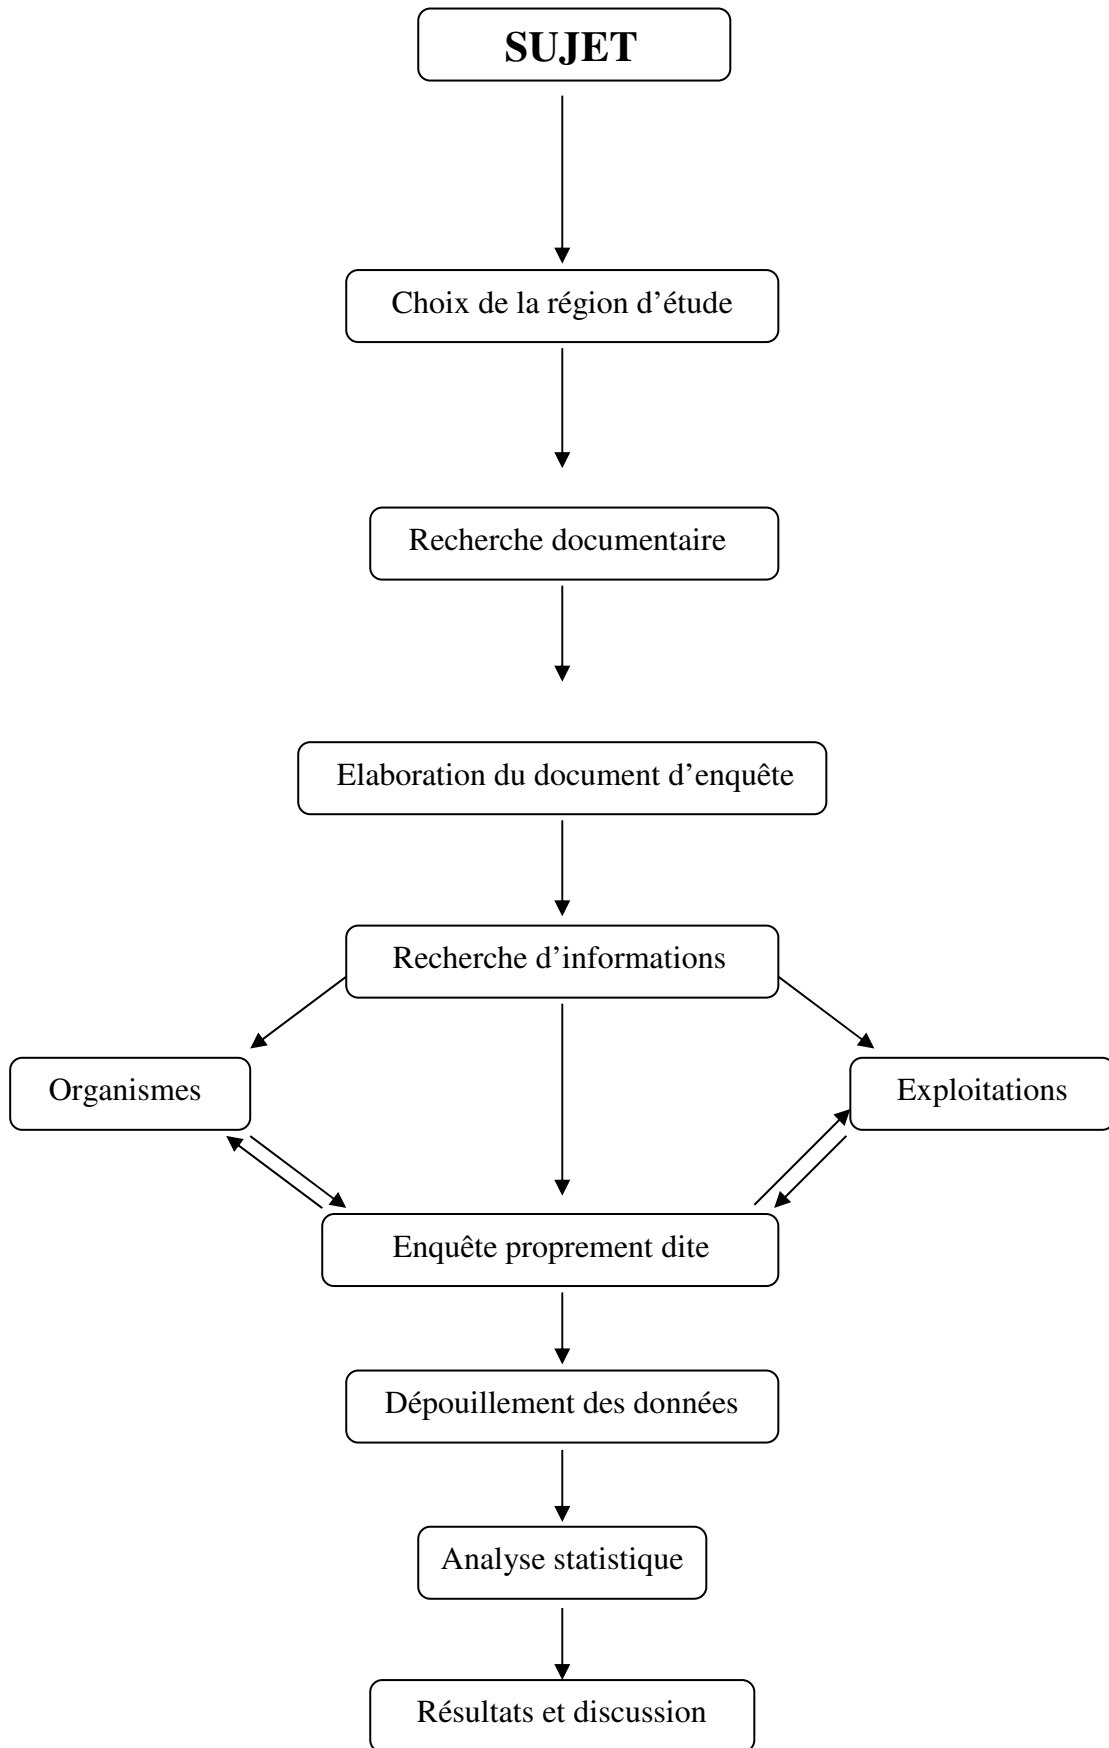 SUJET
Choix de la région d’étude
Recherche documentaire
Elaboration du document d’enquête
Recherche d’informations
Organismes
Exploitations
Enquête proprement dite
Dépouillement des données
Analyse statistique
Résultats et discussion